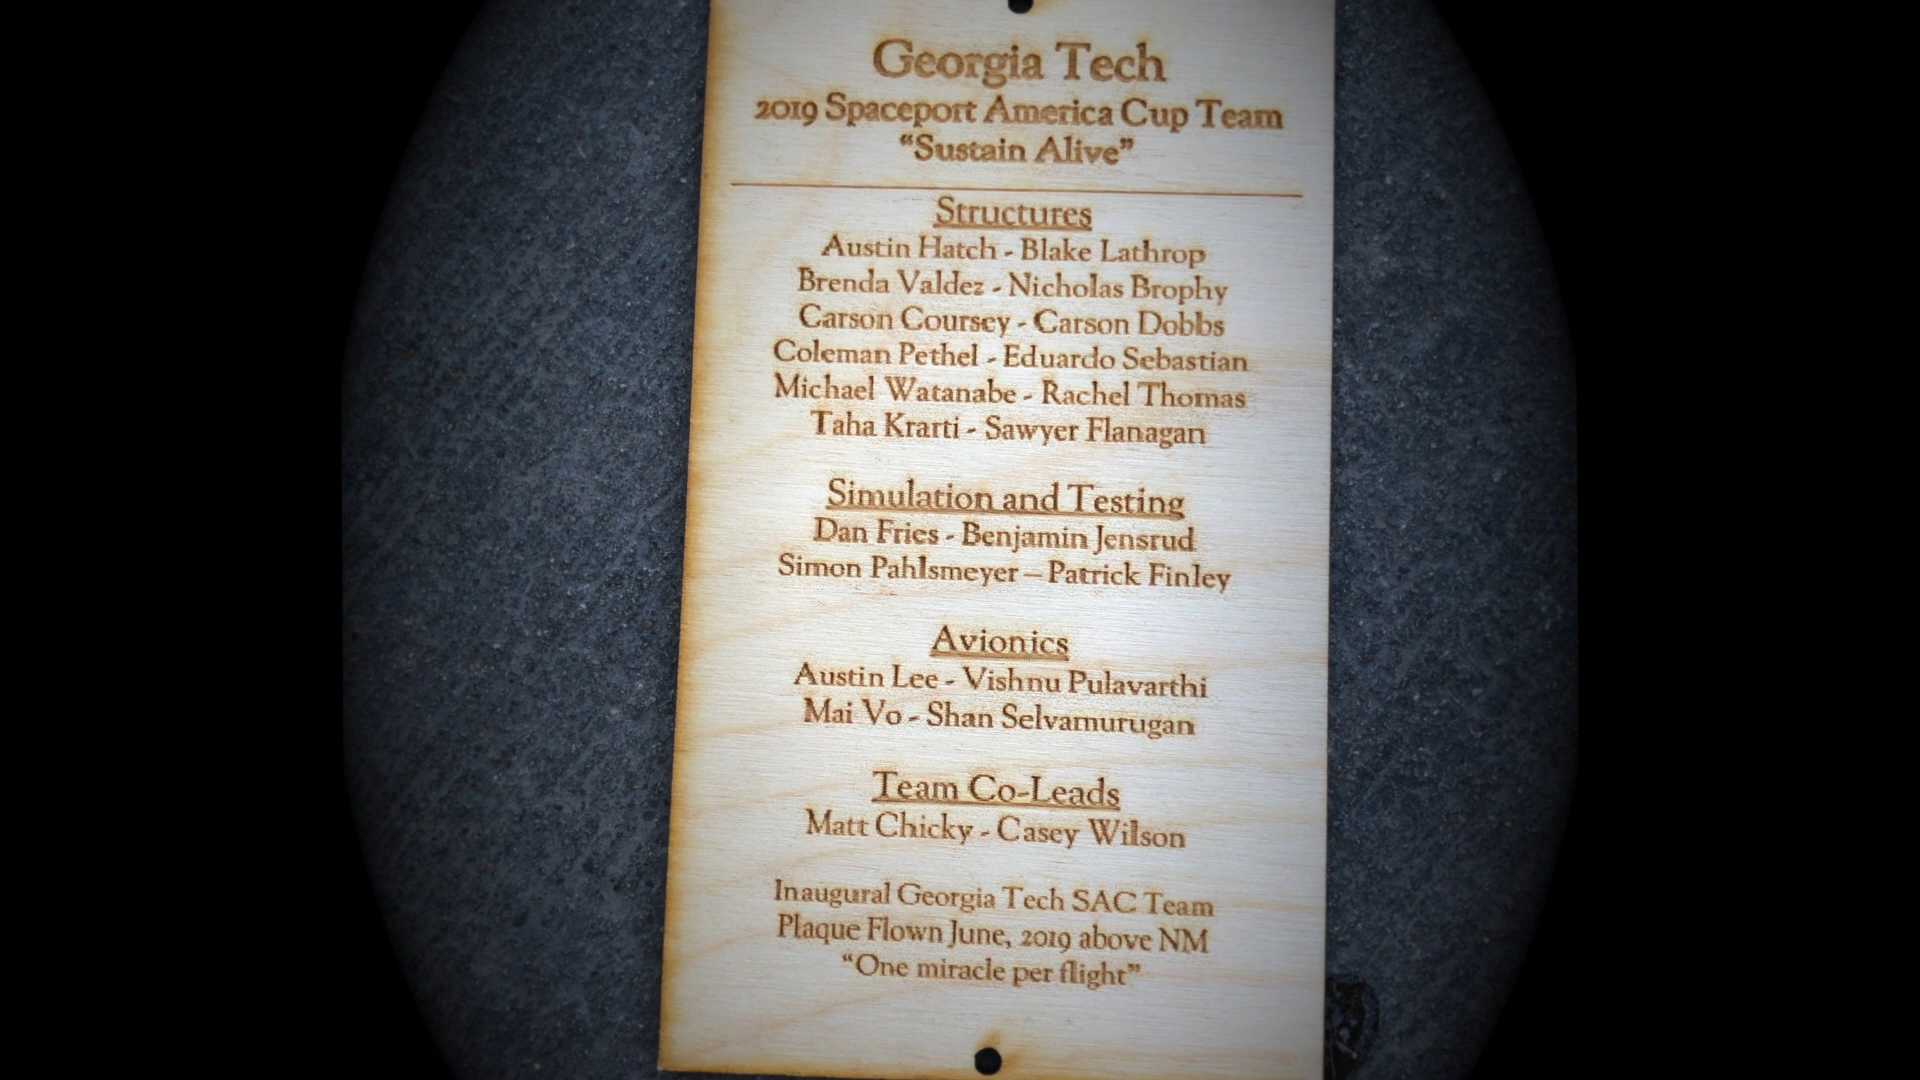 Georgia Tech
2019 Spaceport America Cup Team
“Sustain Alive”
Structures
Austin Hatch - Blake Lathrop
Brenda Valdez - Nicholas Brophy
Carson Coursey - Carson Dobbs
Coleman Pethel - Eduardo Sebastian
Michael Watanabe - Rachel Thomas
Taha Krarti - Sawyer Flanagan
Simulation and Testing
Dan Fries - Benjamin Jensrud
Simon Pahlsmeyer – Patrick Finley
Avionics
Austin Lee - Vishnu Pulavarthi
Mai Vo - Shan Selvamurugan
Team Co-Leads
Matt Chicky - Casey Wilson
Inaugural Georgia Tech SAC Team
Plaque Flown June, 2019 above NM
“One miracle per flight”